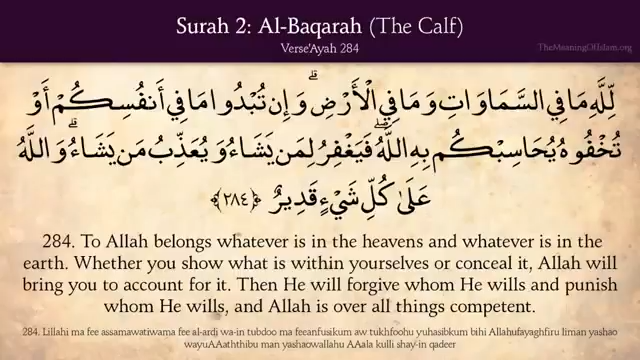 Surah 2: Al-Baqarah (The Calf)
Verse'Ayah 284
TheMeaningOfIslam.org
لِّلَّهِ مَا فِي السَّمَاوَاتِ وَمَا فِي الْأَرْضِ ۗ وَإِن تُبْدُوا مَا فِي أَنفُسِكُمْ أَوْ
تُخْفُوهُ يُحَاسِبْكُم بِهِ اللَّهُ ۖ فَيَغْفِرُ لِمَن يَشَاءُ وَيُعَذِّبُ مَن يَشَاءُ ۗ وَاللَّهُ
عَلَىٰ كُلِّ شَيْءٍ قَدِيرٌ ﴿٢٨٤﴾
284. To Allah belongs whatever is in the heavens and whatever is in the
earth. Whether you show what is within yourselves or conceal it, Allah will
bring you to account for it. Then He will forgive whom He wills and punish
whom He wills, and Allah is over all things competent.
284. Lillahi ma fee assamawatiwama fee al-ardi wa-in tubdoo ma feeanfusikum aw tukhfoohu yuhasibkum bihi Allahufayaghfiru liman yashao
wayuAAaththibu man yashaowallahu AAala kulli shay-in qadeer